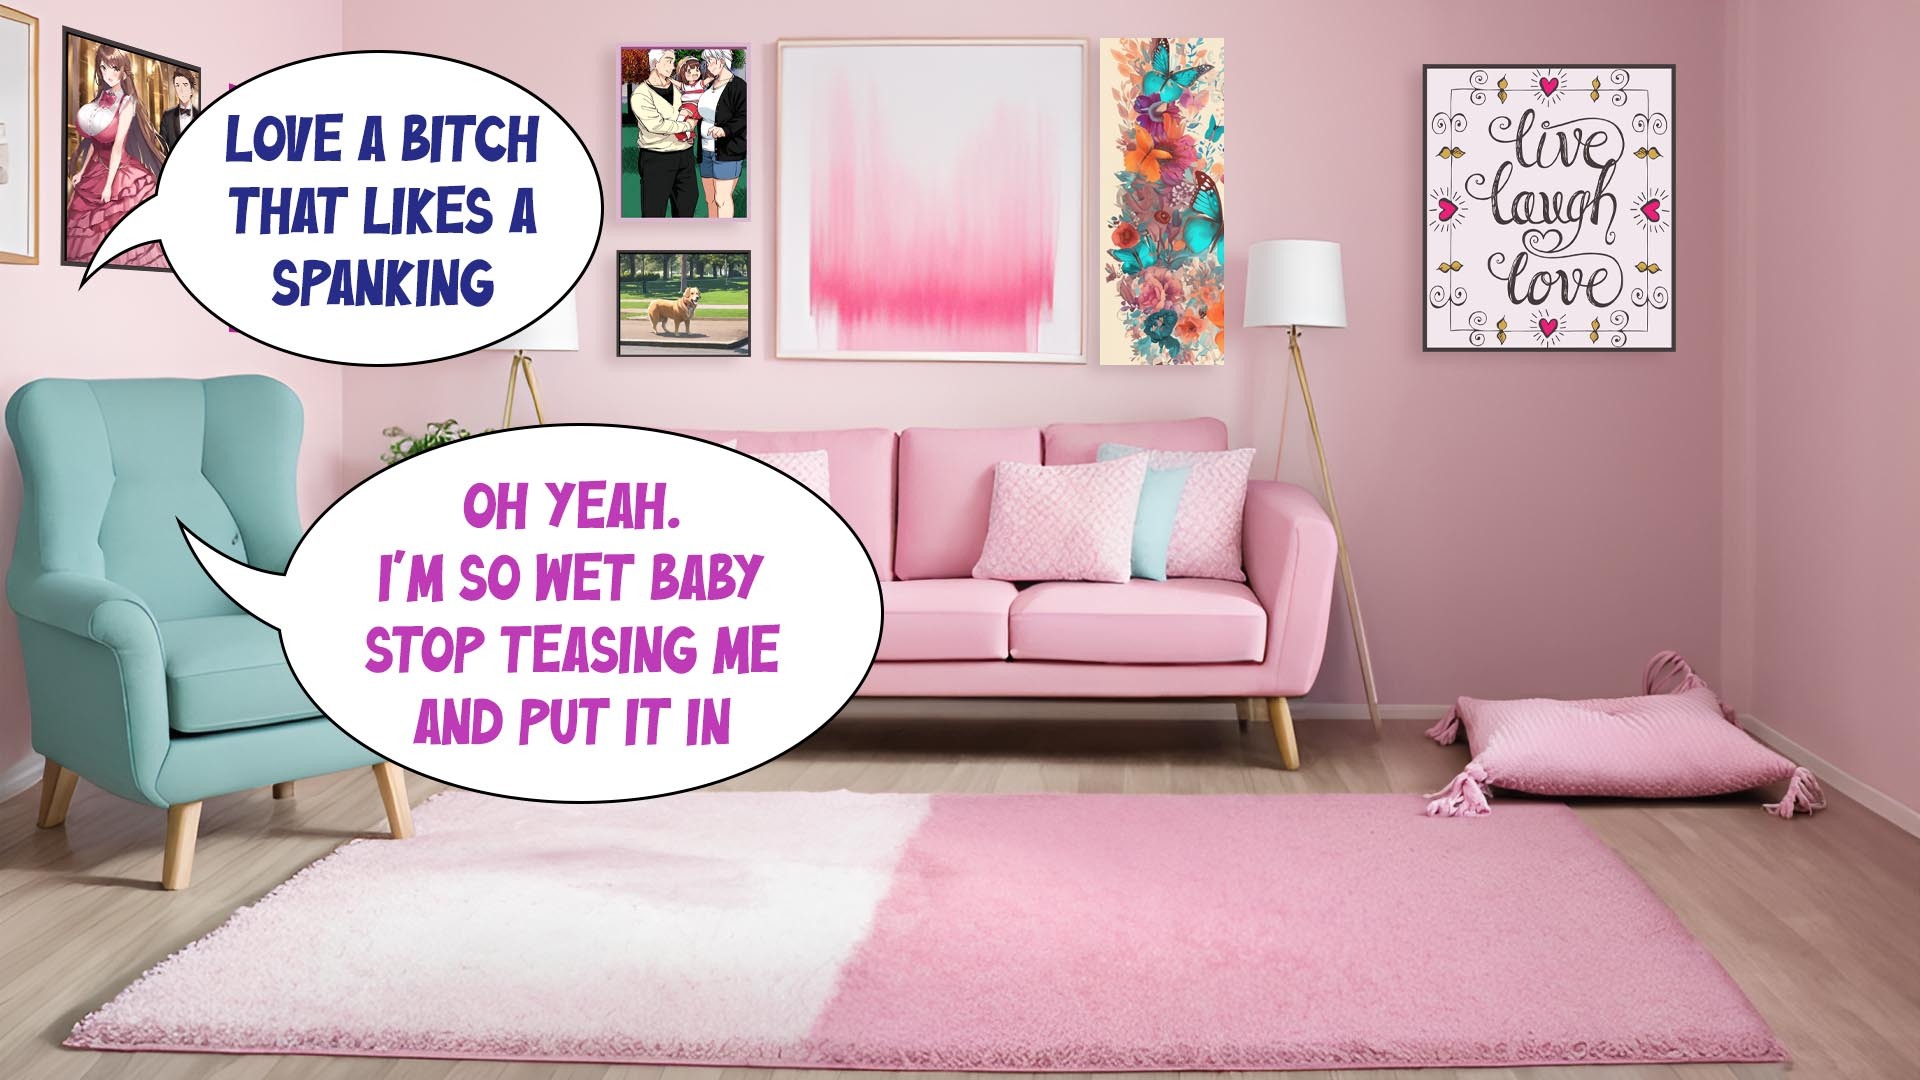 LOVE A BITCH
THAT LIKES A
SPANKING
OH YEAH.
I'M SO WET BABY
STOP TEASING ME
AND PUT IT IN
live
laugh
love